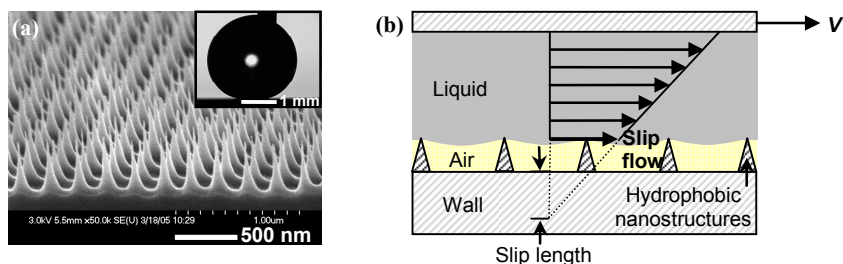 (a)
1 mm
3.0kV 5.5mm x50.0k SE(U) 3/18/05 10:29
1.00um
500 nm
(b)
V
Liquid
Slip
flow
Air
Wall
Hydrophobic
nanostructures
Slip length